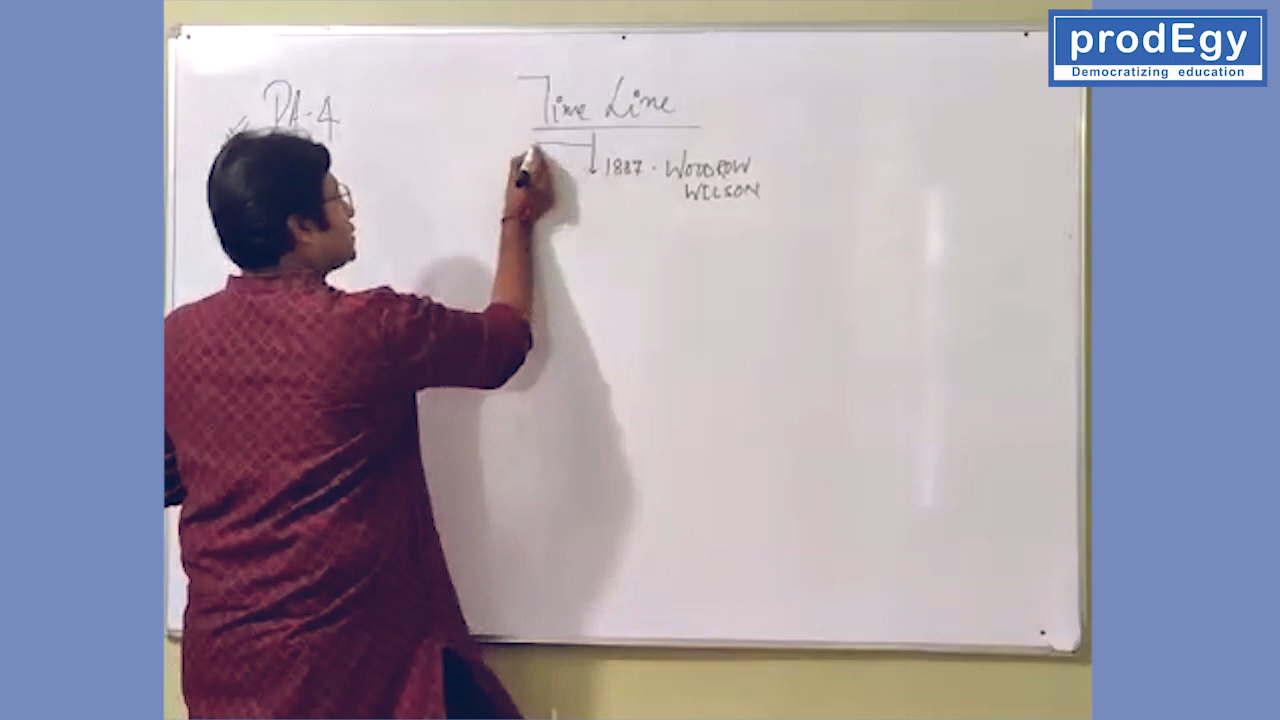 prodEgy
Democratizing education
PA-4
Time Line
1887 - WOODROW
WILSON